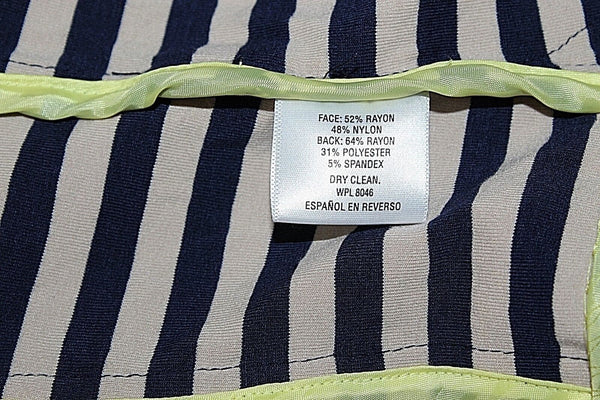 FACE: 52% RAYON
48% NYLON
BACK: 64% RAYON
31% POLYESTER
5% SPANDEX
DRY CLEAN.
WPL 8046
ESPAÑOL EN REVERSO